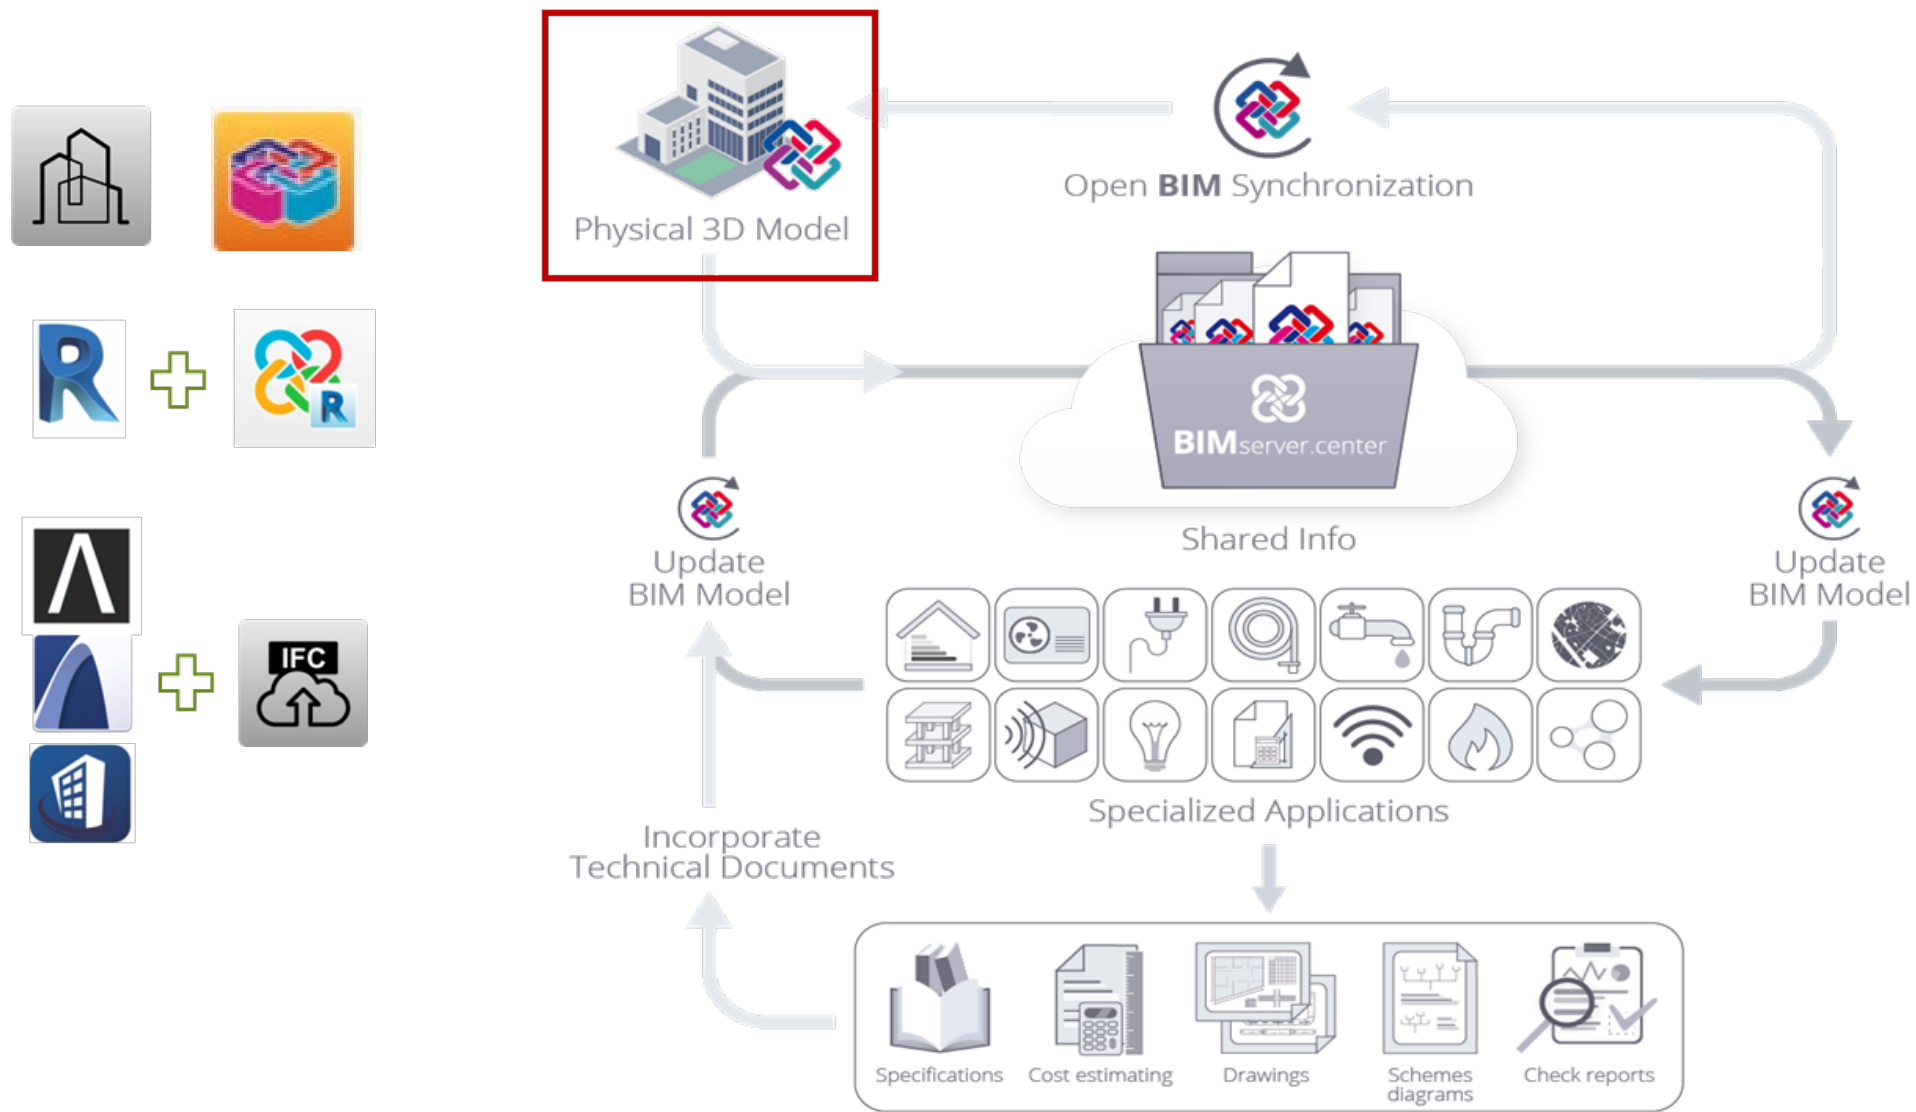 Physical 3D Model
Open BIM Synchronization
R
R
BIMserver.center
Shared Info
Update
BIM Model
Update
BIM Model
IFC
Specialized Applications
Incorporate
Technical Documents
Specifications
Cost estimating
Drawings
Schemes
diagrams
Check reports